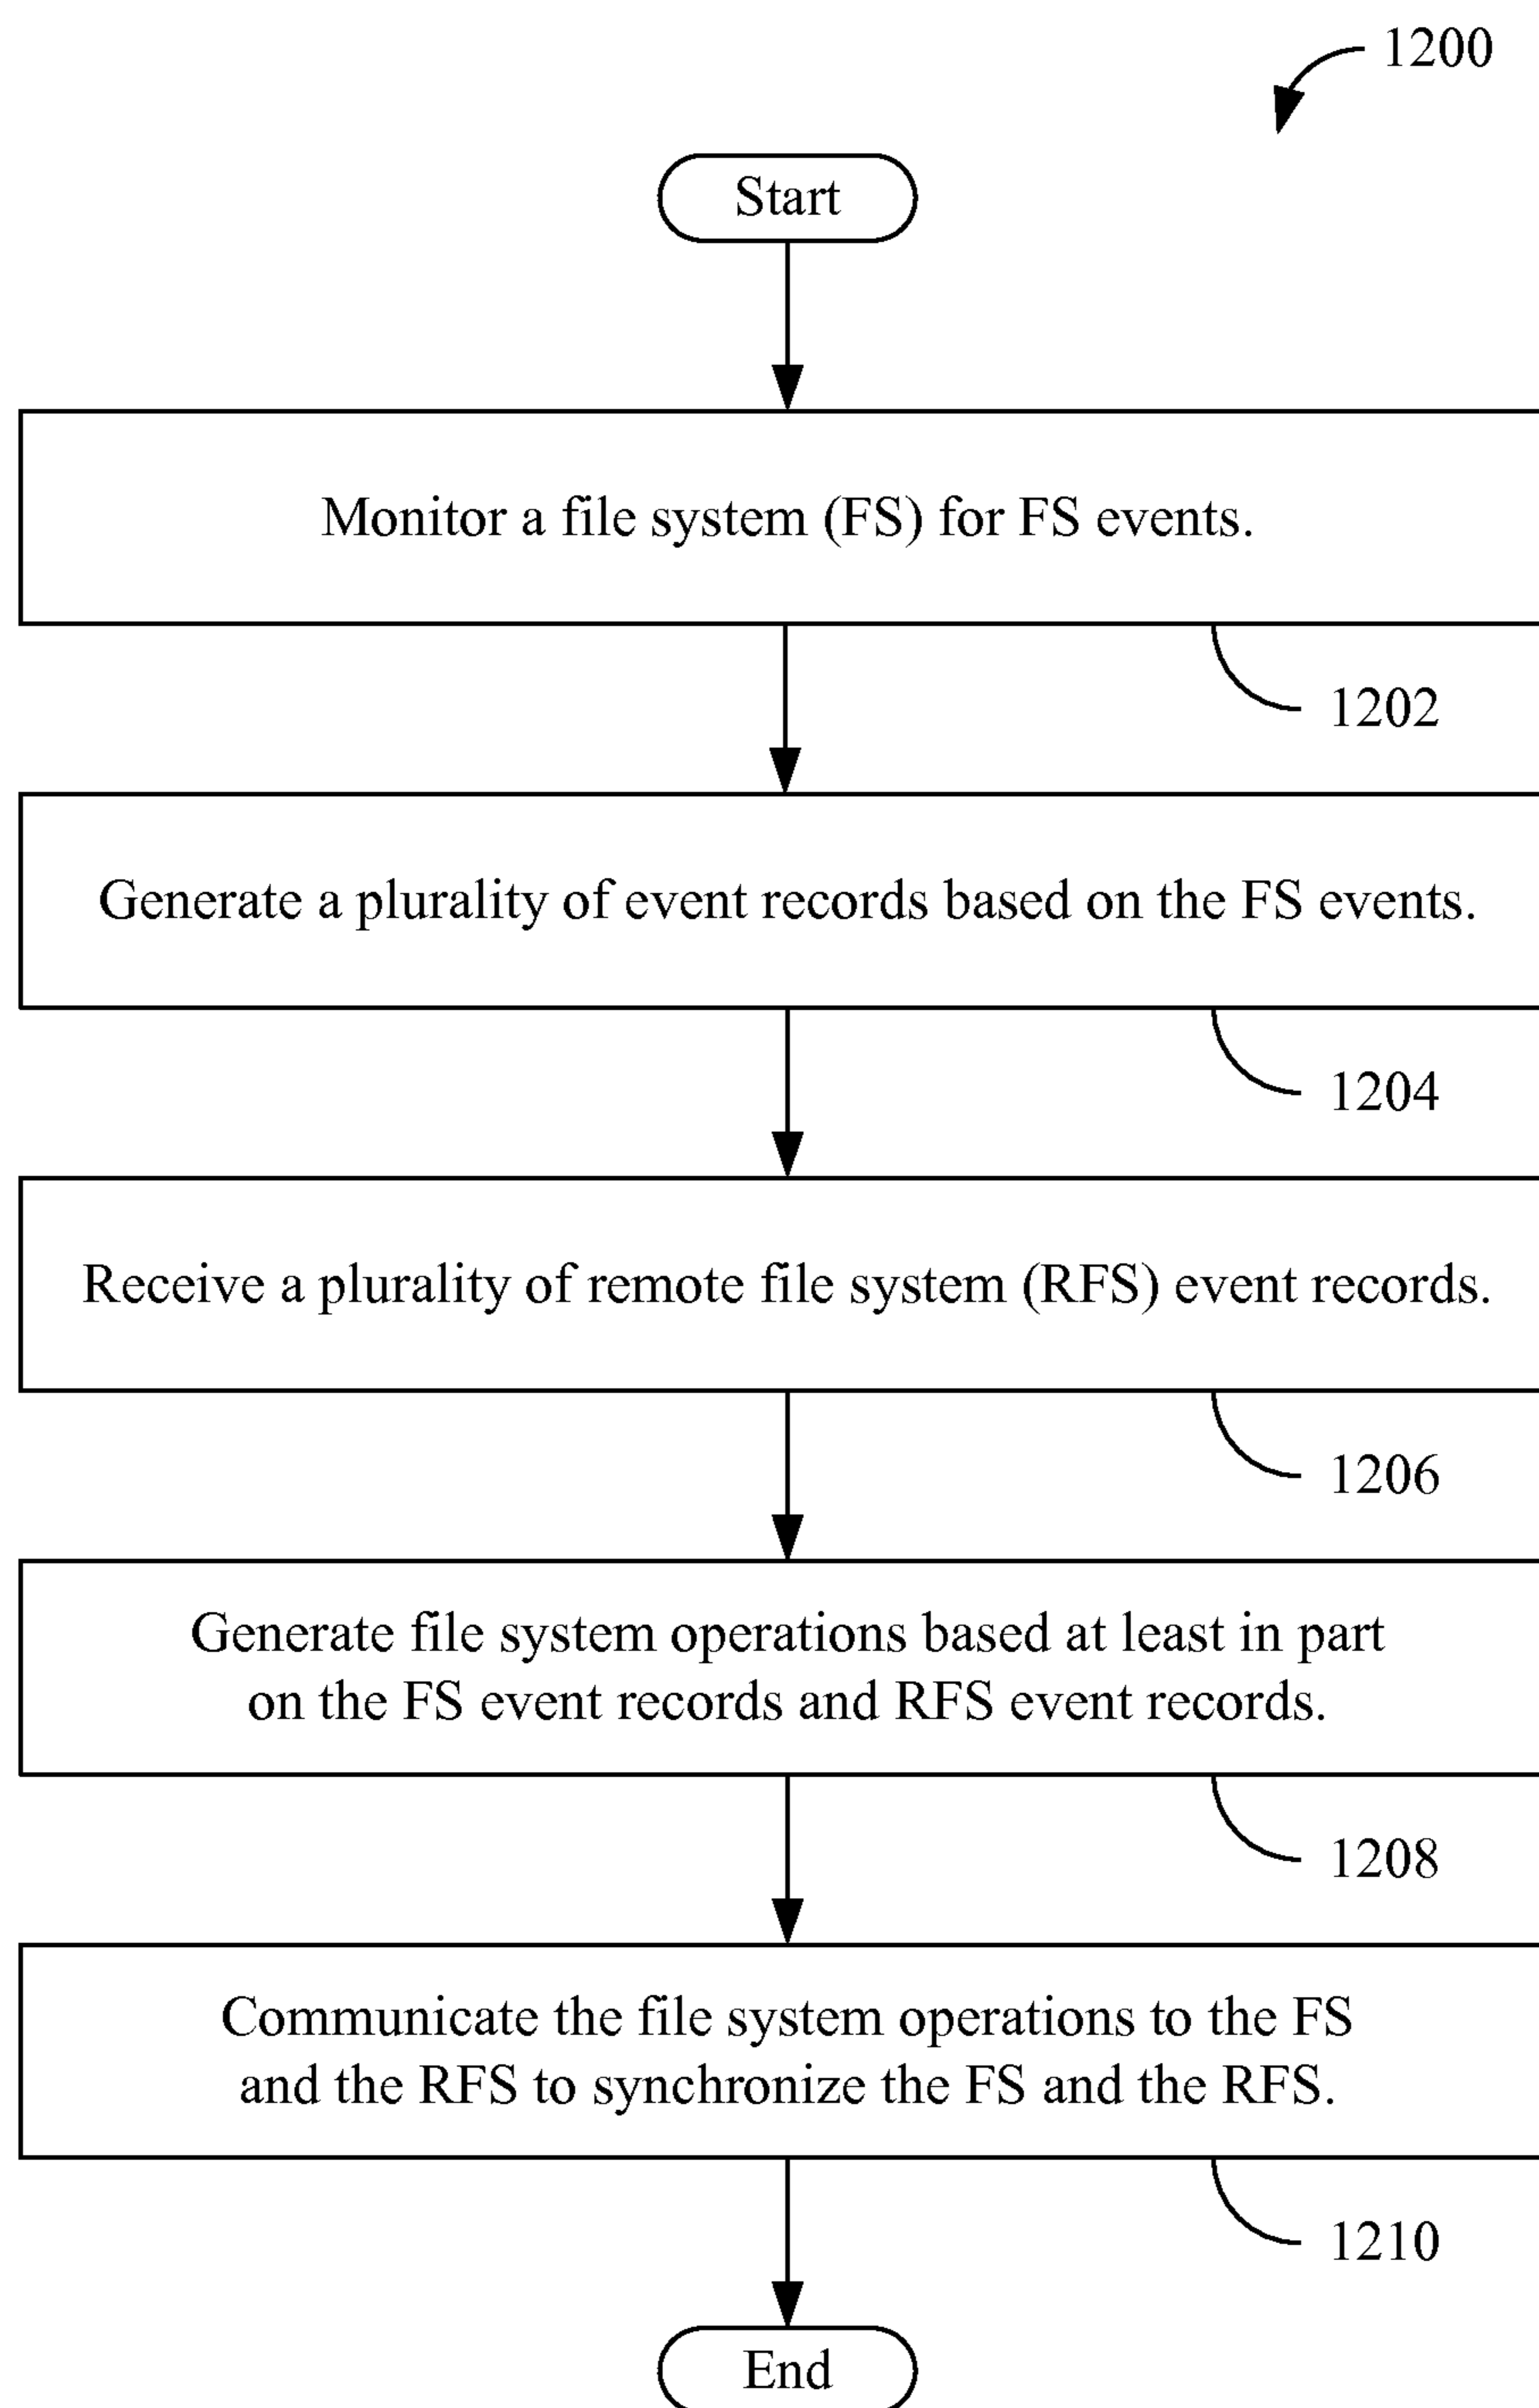 1200
Start
Monitor a file system (FS) for FS events.
1202
Generate a plurality of event records based on the FS events.
1204
Receive a plurality of remote file system (RFS) event records.
1206
Generate file system operations based at least in part
on the FS event records and RFS event records.
1208
Communicate the file system operations to the FS
and the RFS to synchronize the FS and the RFS.
1210
End